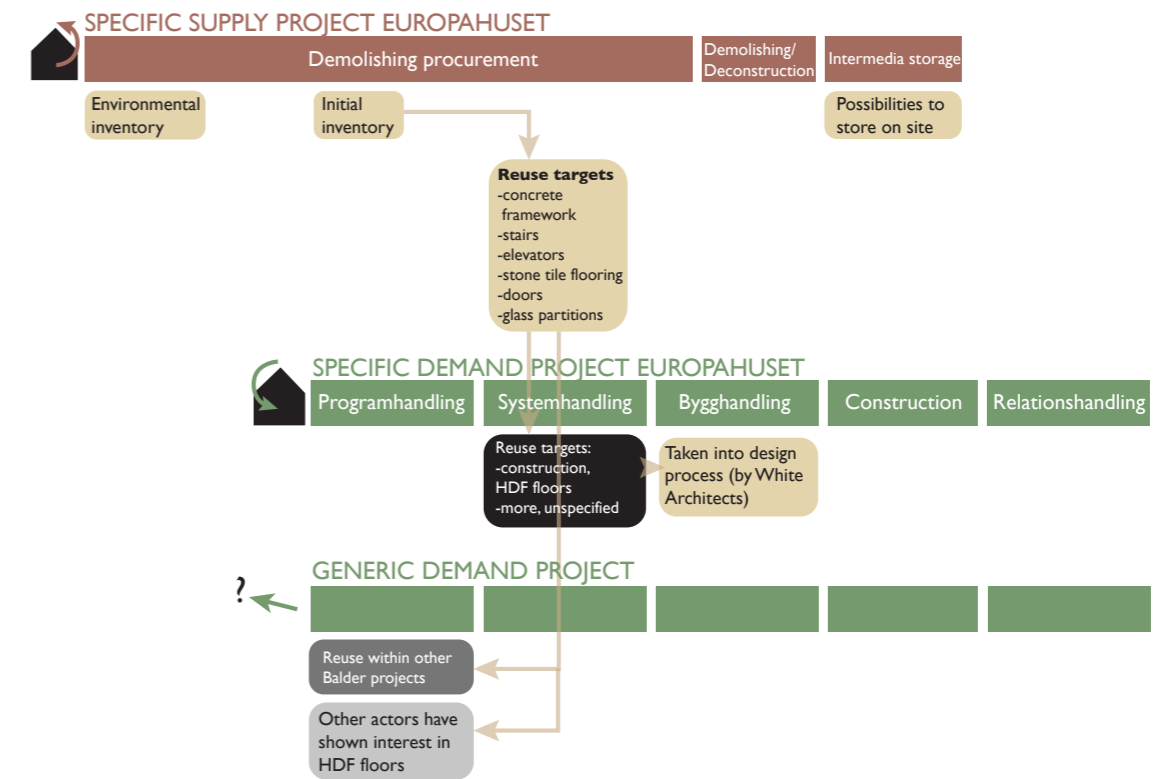 SPECIFIC SUPPLY PROJECT EUROPAHUSET
Demolishing procurement
Demolishing/
Deconstruction
Intermedia storage
Environmental
inventory
Initial
inventory
Possibilities to
store on site
Reuse targets
-concrete
framework
-stairs
-elevators
-stone tile flooring
-doors
-glass partitions
SPECIFIC DEMAND PROJECT EUROPAHUSET
Programhandling
Systemhandling
Bygghandling
Construction
Relationshandling
Reuse targets:
-construction,
HDF floors
-more, unspecified
Taken into design
process (by White
Architects)
GENERIC DEMAND PROJECT
?
Reuse within other
Balder projects
Other actors have
shown interest in
HDF floors